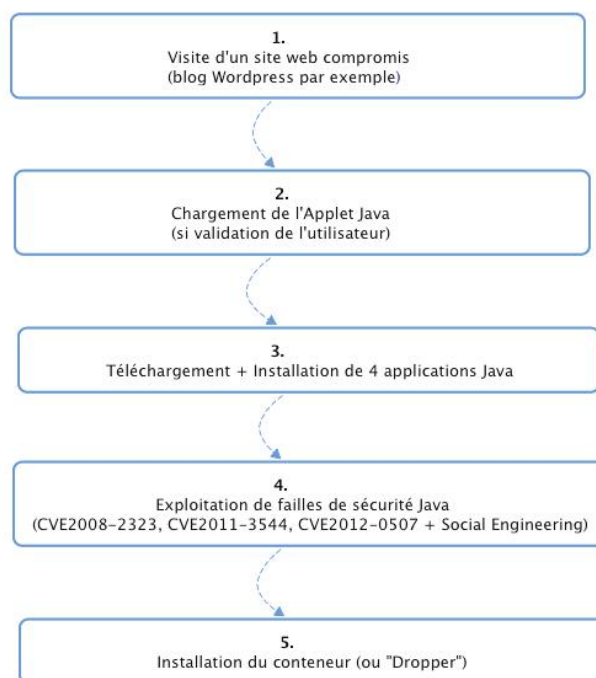 1.
Visite d'un site web compromis
(blog Wordpress par exemple)
2.
Chargement de l'Applet Java
(si validation de l'utilisateur)
3.
Téléchargement + Installation de 4 applications Java
4.
Exploitation de failles de sécurité Java
(CVE2008-2323, CVE2011-3544, CVE2012-0507 + Social Engineering)
5.
Installation du conteneur (ou "Dropper")